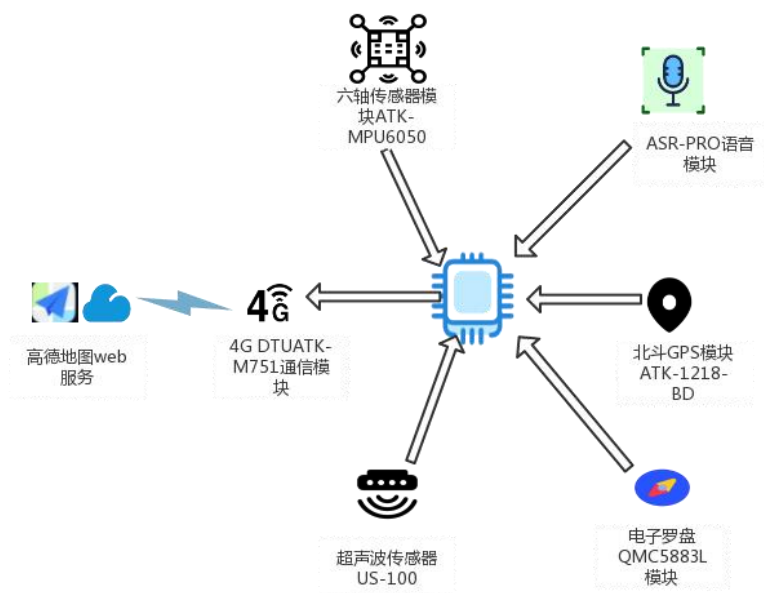 六轴传感器模
块ATK-
MPU6050
ASR-PRO语音
模块
高德地图web
服务
4G
4G DTUATK-
M751通信模
块
北斗GPS模块
ATK-1218-
BD
超声波传感器
US-100
电子罗盘
QMC5883L
模块